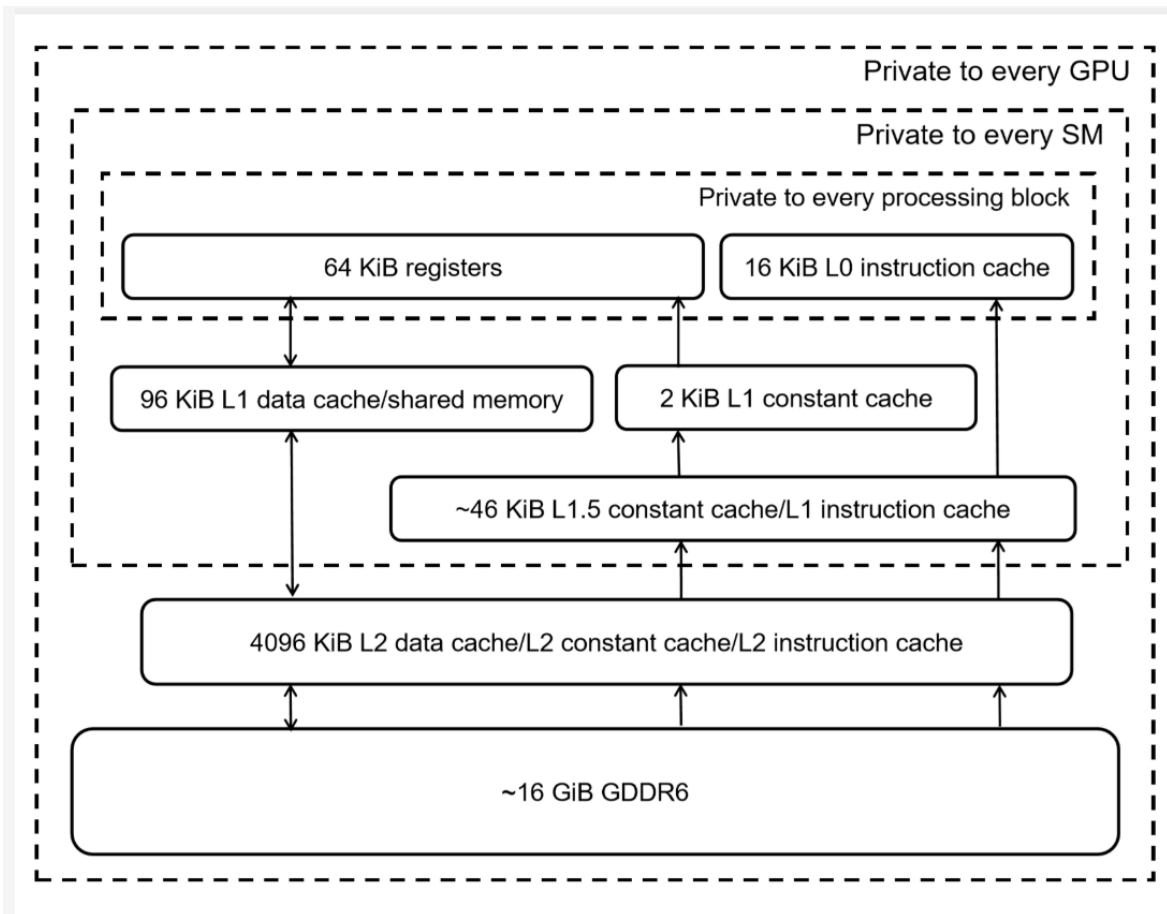 Private to every GPU
Private to every SM
Private to every processing block
64 KiB registers
16 KiB L0 instruction cache
96 KiB L1 data cache/shared memory
2 KiB L1 constant cache
~46 KiB L1.5 constant cache/L1 instruction cache
4096 KiB L2 data cache/L2 constant cache/L2 instruction cache
~16 GiB GDDR6